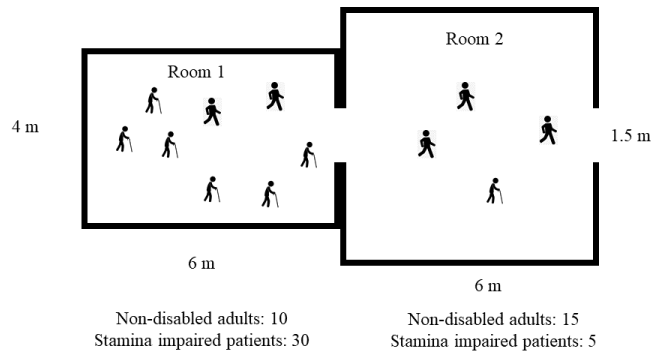 Room 2
Room 1
4 m
1.5 m
6 m
6 m
Non-disabled adults: 10
Stamina impaired patients: 30
Non-disabled adults: 15
Stamina impaired patients: 5